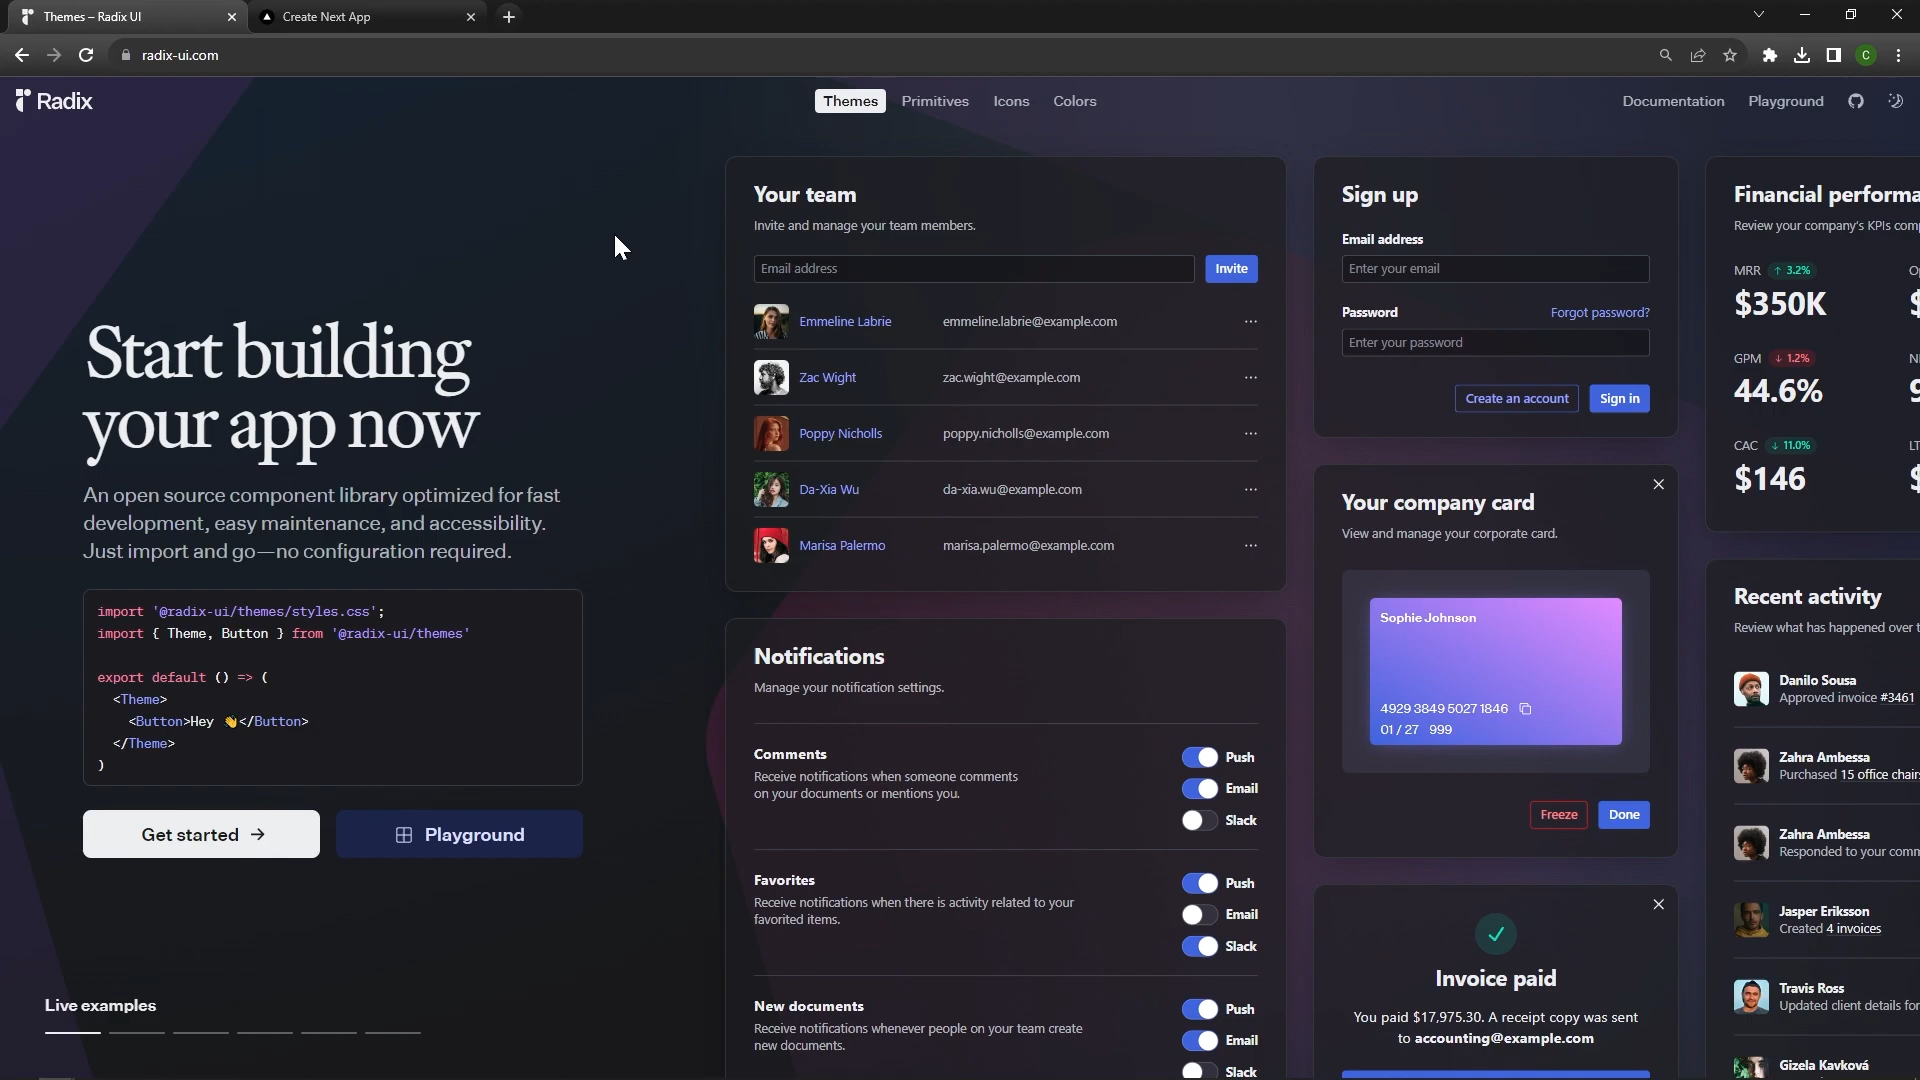 Themes – Radix UI
Create Next App
radix-ui.com
C
Radix
Themes
Primitives
Icons
Colors
Documentation
Playground
Start building
your app now
An open source component library optimized for fast
development, easy maintenance, and accessibility.
Just import and go—no configuration required.
import '@radix-ui/themes/styles.css';
import { Theme, Button } from '@radix-ui/themes'
export default () => (
<Theme>
<Button>Hey 👋</Button>
</Theme>
)
Get started →
Playground
Live examples
Your team
Invite and manage your team members.
Email address
Invite
Emmeline Labrie emmeline.labrie@example.com
Zac Wight zac.wight@example.com
Poppy Nicholls poppy.nicholls@example.com
Da-Xia Wu da-xia.wu@example.com
Marisa Palermo marisa.palermo@example.com
Notifications
Manage your notification settings.
Comments
Receive notifications when someone comments
on your documents or mentions you.
Push
Email
Slack
Favorites
Receive notifications when there is activity related to your
favorited items.
Push
Email
Slack
New documents
Receive notifications whenever people on your team create
new documents.
Push
Email
Slack
Sign up
Email address
Enter your email
Password
Forgot password?
Enter your password
Create an account
Sign in
Your company card
View and manage your corporate card.
Sophie Johnson
4929 3849 5027 1846
01 / 27 999
Freeze
Done
Invoice paid
You paid $17,975.30. A receipt copy was sent
to accounting@example.com
Financial performa
Review your company's KPIs com
MRR ↑ 3.2%
$350K
GPM ↓ 1.2%
44.6%
CAC ↓ 11.0%
$146
$
$
Recent activity
Review what has happened over t
Danilo Sousa
Approved invoice #3461
Zahra Ambessa
Purchased 15 office chairs
Zahra Ambessa
Responded to your comm
Jasper Eriksson
Created 4 invoices
Travis Ross
Updated client details for
Gizela Kavková